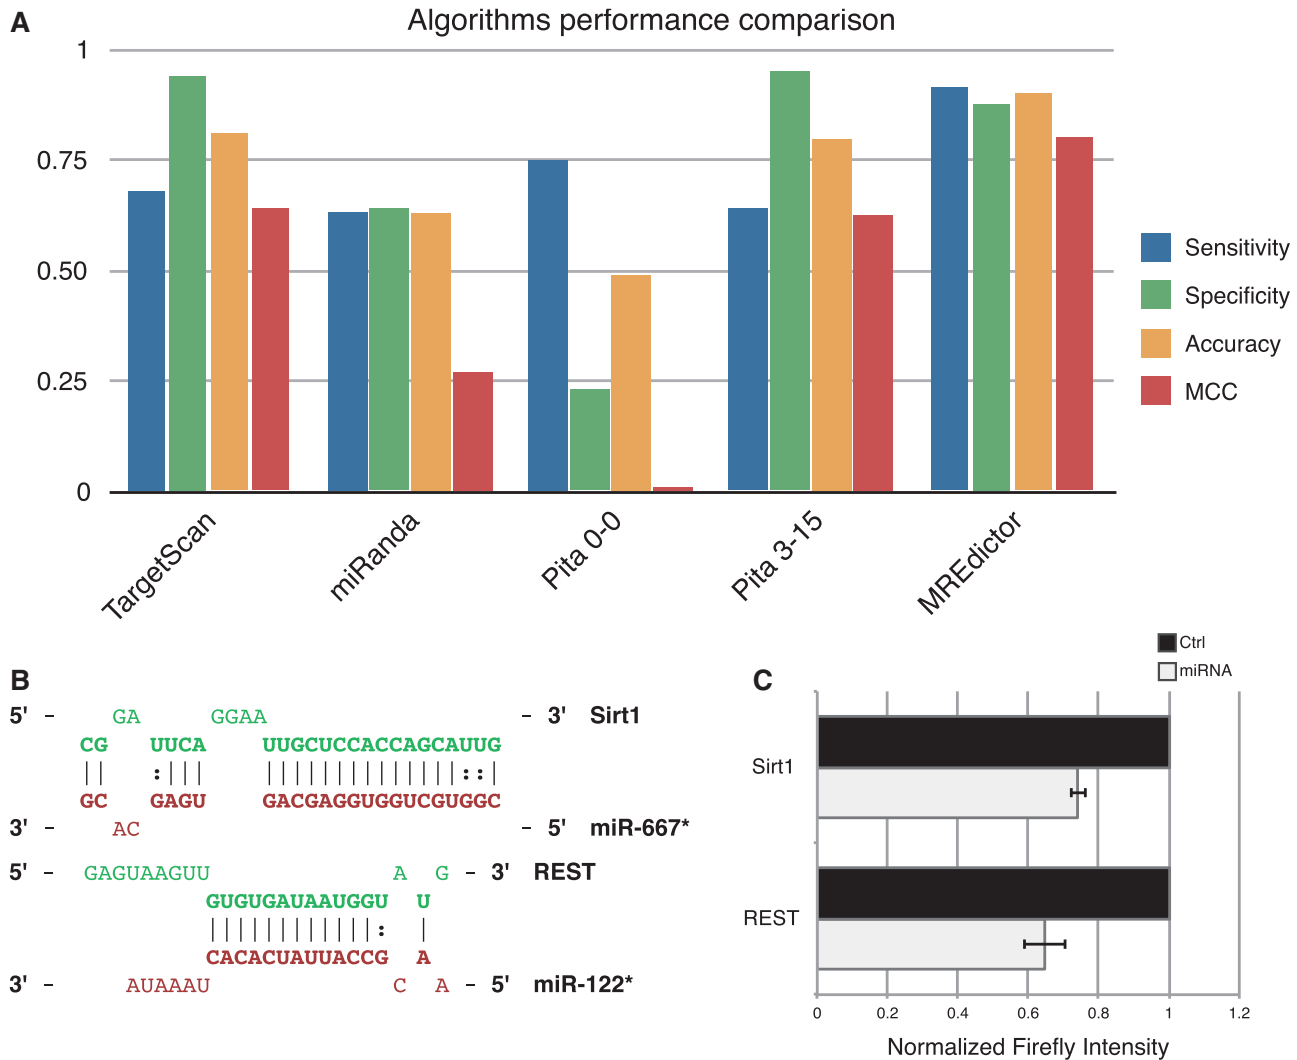 A
Algorithms performance comparison
1
0.75
0.50
0.25
0
TargetScan
miRanda
Pita 0-0
Pita 3-15
MREdictor
Sensitivity
Specificity
Accuracy
MCC
B
5' - GA GGAA - 3' Sirt1
CG UUCA UUGCUCCACCAGCAUUG
|| :||| ||||||||||||||::|
GC GAGU GACGAGGUGGUCGUGGC
3' - AC - 5' miR-667*
5' - GAGUAAGUU A G - 3' REST
GUGUGAUAAUGGU U
||||||||||||: |
CACACUAUUACCG A
3' - AUAAAU C A - 5' miR-122*
C
Ctrl
miRNA
Sirt1
REST
0 0.2 0.4 0.6 0.8 1 1.2
Normalized Firefly Intensity